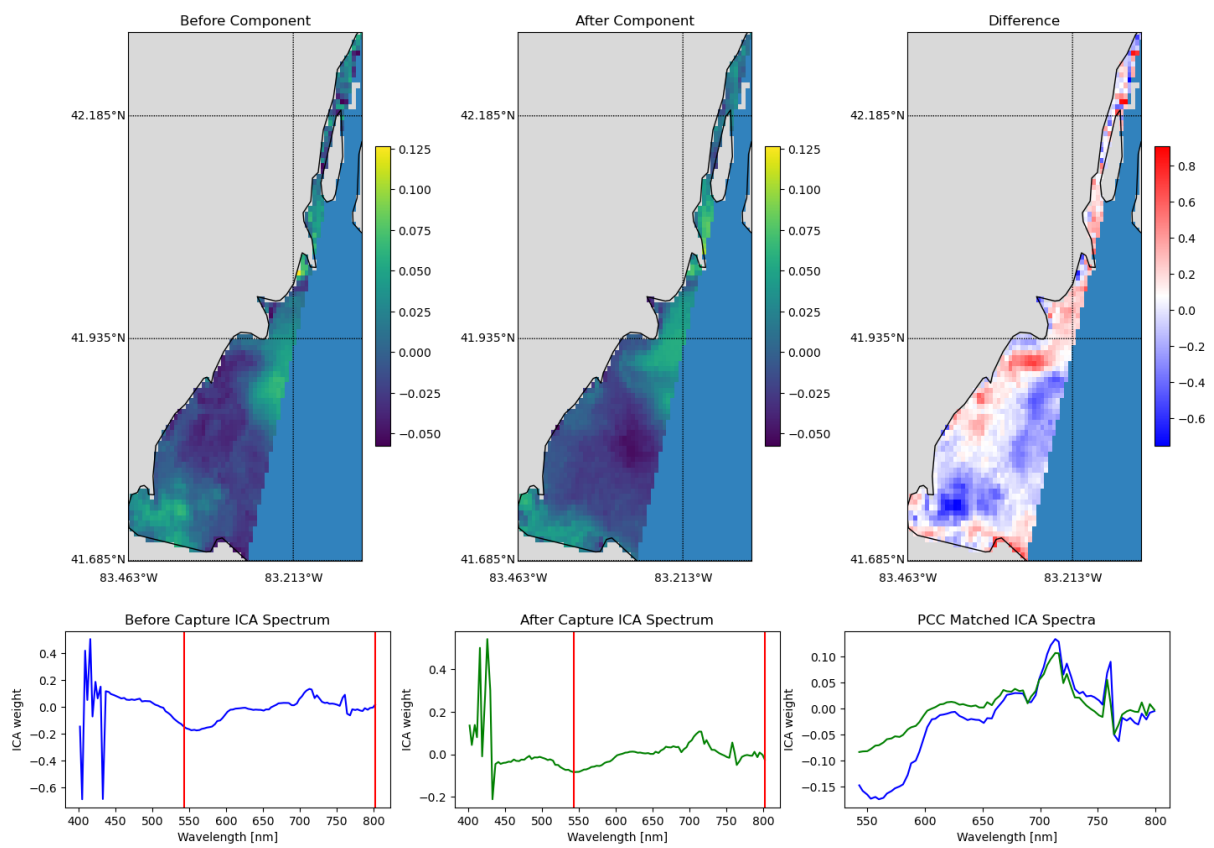 Before Component
After Component
Difference
42.185°N
41.935°N
41.685°N
83.463°W
83.213°W
0.125
0.100
0.075
0.050
0.025
0.000
−0.025
−0.050
83.463°W
83.213°W
0.125
0.100
0.075
0.050
0.025
0.000
−0.025
−0.050
42.185°N
41.935°N
41.685°N
83.463°W
83.213°W
0.8
0.6
0.4
0.2
0.0
−0.2
−0.4
−0.6
Before Capture ICA Spectrum
ICA weight
0.4
0.2
0.0
−0.2
−0.4
−0.6
400 450 500 550 600 650 700 750 800
Wavelength [nm]
After Capture ICA Spectrum
ICA weight
0.4
0.2
0.0
−0.2
400 450 500 550 600 650 700 750 800
Wavelength [nm]
PCC Matched ICA Spectra
ICA weight
0.10
0.05
0.00
−0.05
−0.10
−0.15
550 600 650 700 750 800
Wavelength [nm]